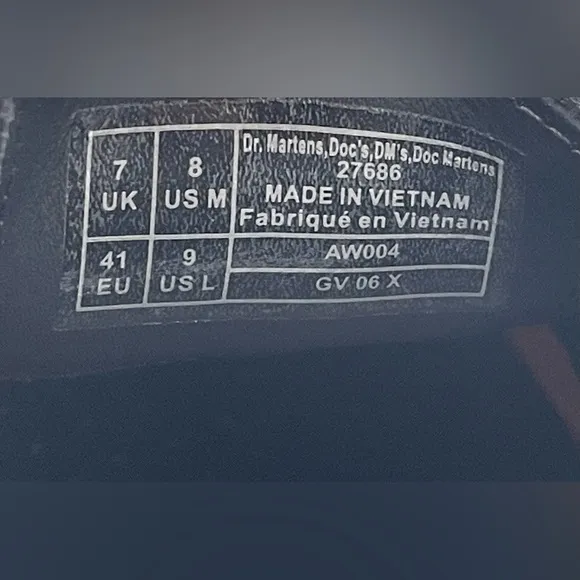 7
UK
8
US M
41
EU
9
US L
Dr. Martens,Doc's,DM's,Doc Martens
27686
MADE IN VIETNAM
Fabriqué en Vietnam
AW004
GV 06 X